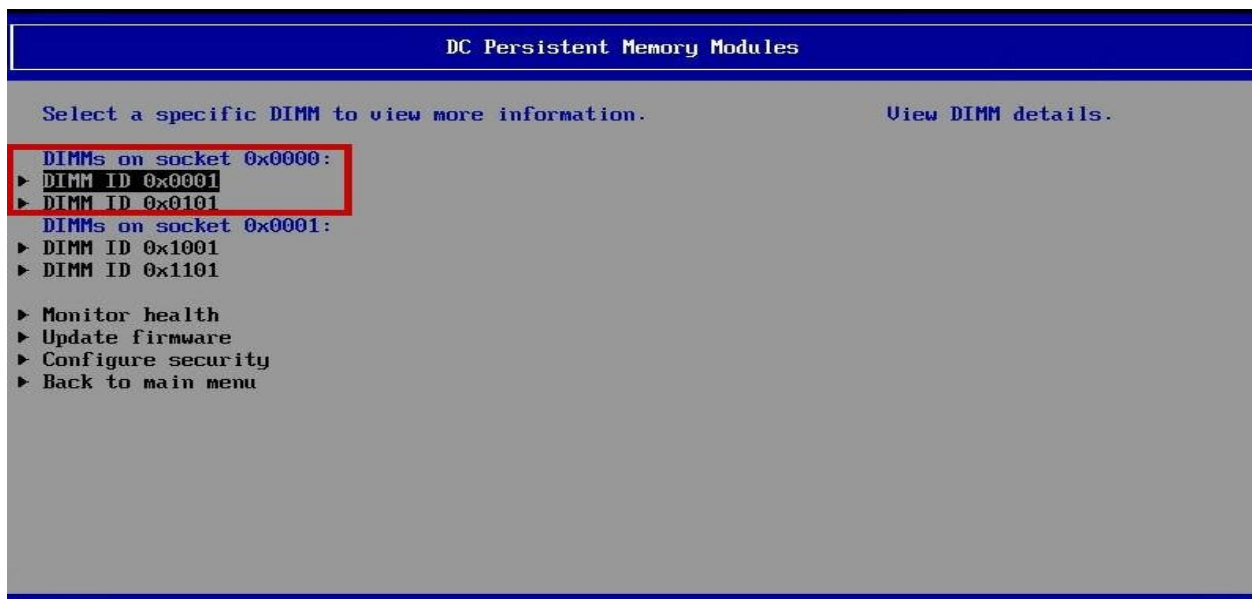 DC Persistent Memory Modules
Select a specific DIMM to view more information.
View DIMM details.
DIMMs on socket 0x0000:
DIMM ID 0x0001
DIMM ID 0x0101
DIMMs on socket 0x0001:
DIMM ID 0x1001
DIMM ID 0x1101
Monitor health
Update firmware
Configure security
Back to main menu